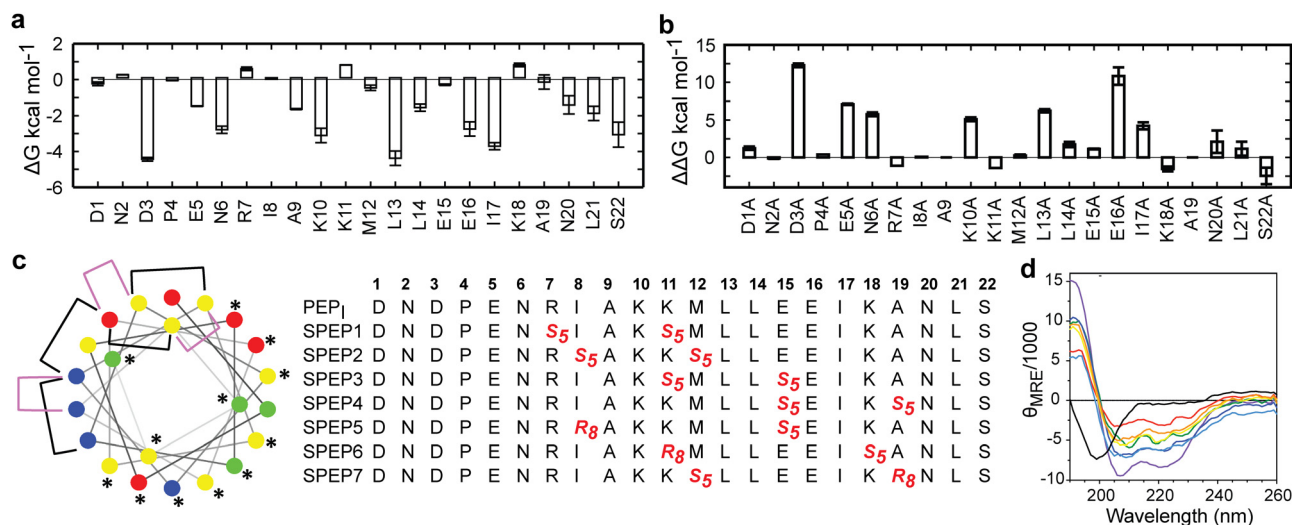 a
ΔG kcal mol⁻¹
2
0
-2
-4
-6
D1 N2 D3 P4 E5 N6 R7 I8 A9 K10 K11 M12 L13 L14 E15 E16 I17 K18 A19 N20 L21 S22
b
ΔΔG kcal mol⁻¹
15
10
5
0
D1A N2A D3A P4A E5A N6A R7A I8A A9 K10A K11A M12A L13A L14A E15A E16A I17A K18A A19 N20A L21A S22A
c
* * * * * * * * * * *
1 2 3 4 5 6 7 8 9 10 11 12 13 14 15 16 17 18 19 20 21 22
PEP_I D N D P E N R I A K K M L L E E I K A N L S
SPEP1 D N D P E N S₅ I A K S₅ M L L E E I K A N L S
SPEP2 D N D P E N R S₅ A K K S₅ L L E E I K A N L S
SPEP3 D N D P E N R I A K S₅ M L L S₅ E I K A N L S
SPEP4 D N D P E N R I A K K M L L S₅ E I K S₅ N L S
SPEP5 D N D P E N R R₈ A K K M L L S₅ E I K A N L S
SPEP6 D N D P E N R I A K R₈ M L L E E I S₅ A N L S
SPEP7 D N D P E N R I A K K S₅ L L E E I K R₈ N L S
d
θMRE/1000
15
10
5
0
-5
-10
200 220 240 260
Wavelength (nm)